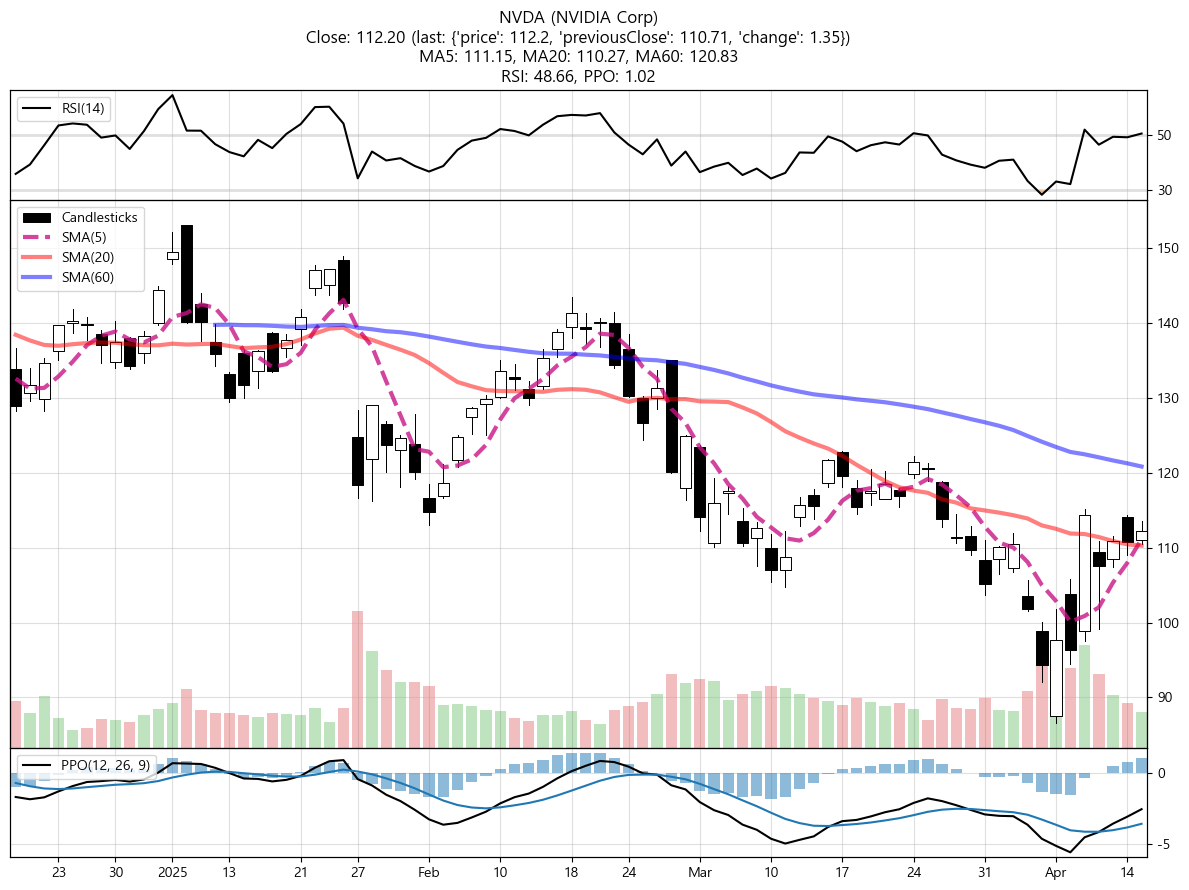 NVDA (NVIDIA Corp)
Close: 112.20 (last: {'price': 112.2, 'previousClose': 110.71, 'change': 1.35})
MA5: 111.15, MA20: 110.27, MA60: 120.83
RSI: 48.66, PPO: 1.02
RSI(14)
50
30
Candlesticks
SMA(5)
SMA(20)
SMA(60)
150
140
130
120
110
100
90
PPO(12, 26, 9)
0
-5
23 30 2025 13 21 27 Feb 10 18 24 Mar 10 17 24 31 Apr 14